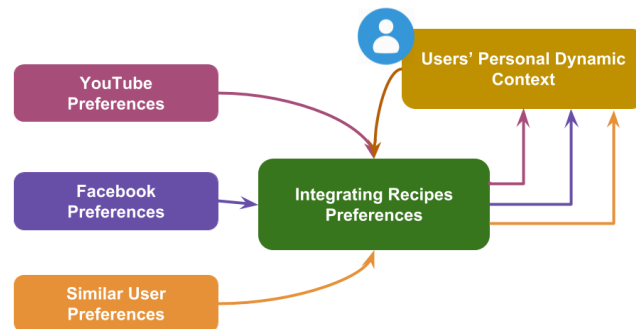 Users' Personal Dynamic
Context
YouTube
Preferences
Facebook
Preferences
Integrating Recipes
Preferences
Similar User
Preferences